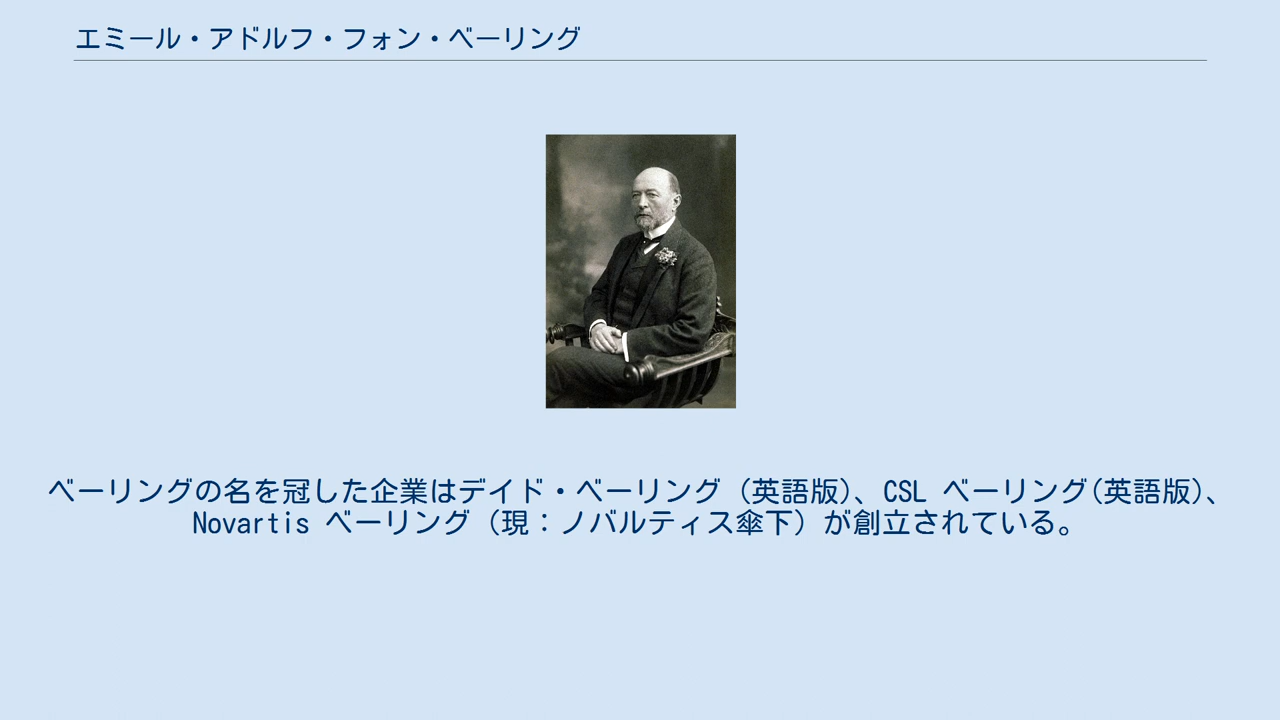 エミール・アドルフ・フォン・ベーリング
ベーリングの名を冠した企業はデイド・ベーリング（英語版）、CSL ベーリング(英語版)、
Novartis ベーリング（現：ノバルティス傘下）が創立されている。